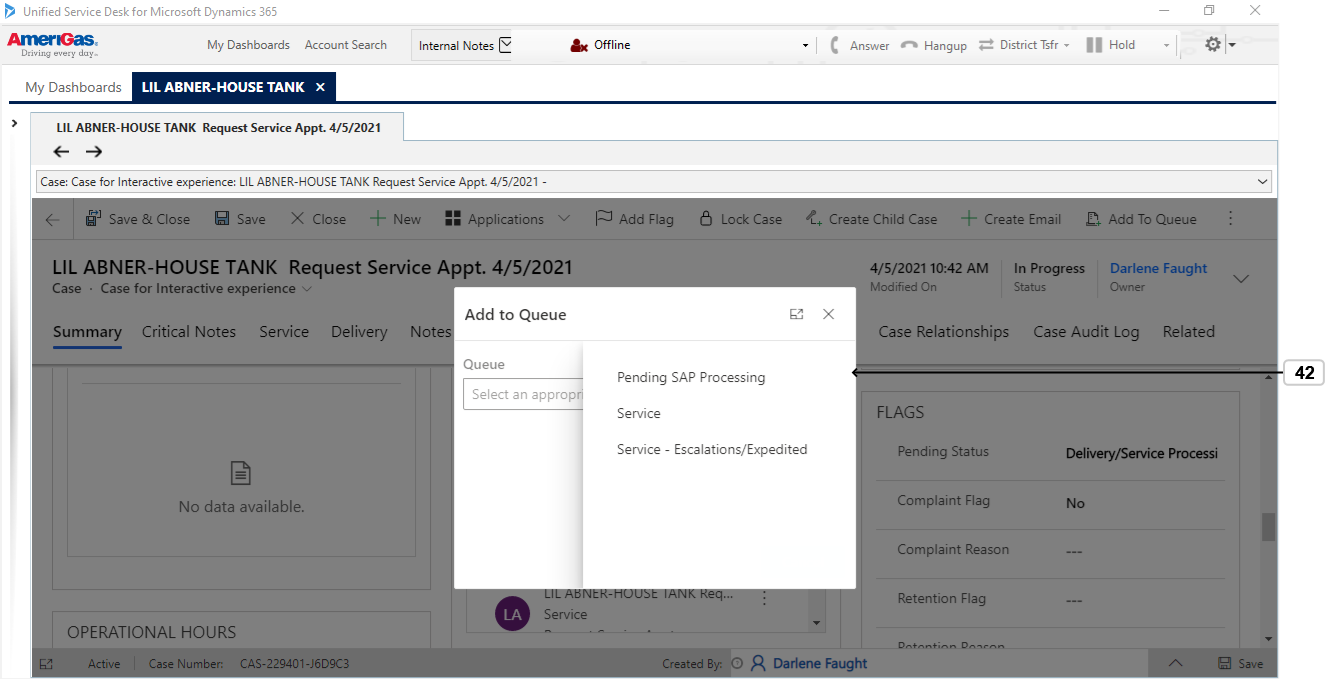 Unified Service Desk for Microsoft Dynamics 365
AmeriGas
Driving every day
My Dashboards Account Search Internal Notes Offline Answer Hangup District Tsfr Hold
My Dashboards LIL ABNER-HOUSE TANK
LIL ABNER-HOUSE TANK Request Service Appt. 4/5/2021
Case: Case for Interactive experience: LIL ABNER-HOUSE TANK Request Service Appt. 4/5/2021 -
Save & Close Save Close New Applications Add Flag Lock Case Create Child Case Create Email Add To Queue
LIL ABNER-HOUSE TANK Request Service Appt. 4/5/2021
Case · Case for Interactive experience
4/5/2021 10:42 AM In Progress Darlene Faught
Modified On Status Owner
Summary Critical Notes Service Delivery Notes Case Relationships Case Audit Log Related
Add to Queue
Queue
Select an appropri
Pending SAP Processing
Service
Service - Escalations/Expedited
42
No data available.
OPERATIONAL HOURS
LA
LIL ABNER-HOUSE TANK Req...
Service
FLAGS
Pending Status Delivery/Service Processi
Complaint Flag No
Complaint Reason ---
Retention Flag ---
Retention Reason
Active Case Number: CAS-229401-J6D9C3 Created By: Darlene Faught Save